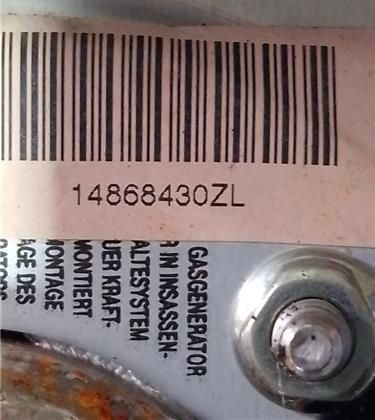 14868430ZL
GASGENERATOR
R IN INSASSEN-
ALTESYSTEM
UER KRAFT-
MONTIERT
MONTAGE
AGE DES